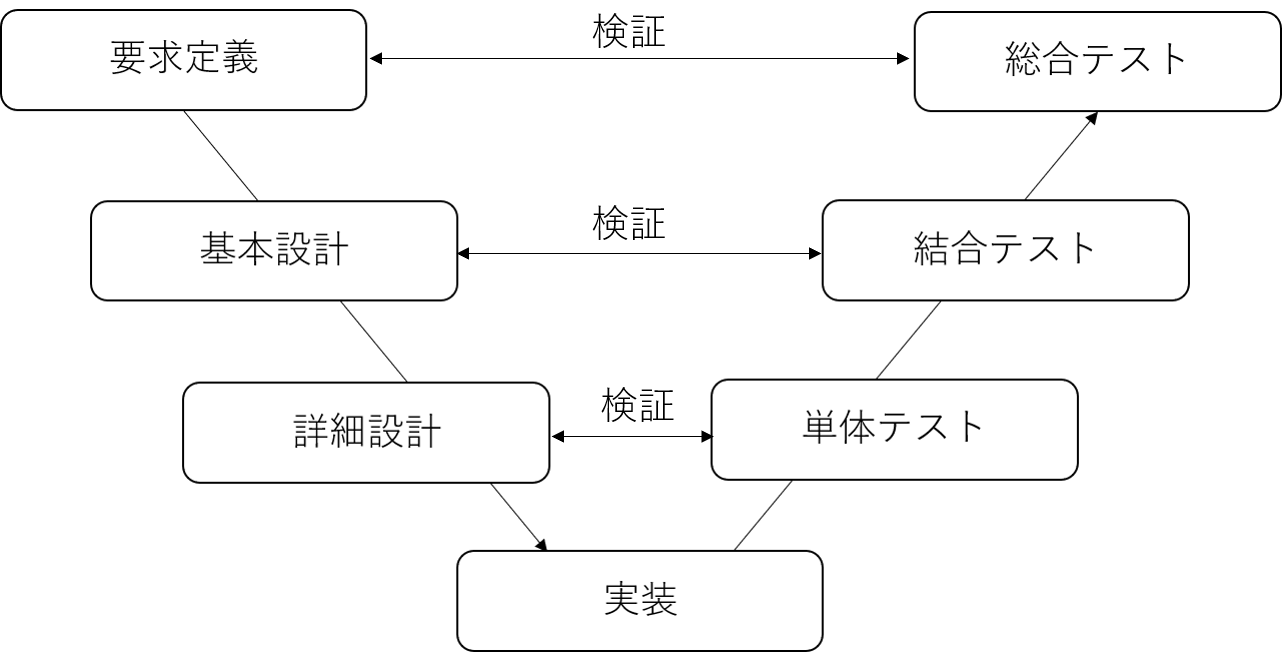 要求定義
検証
総合テスト
基本設計
検証
結合テスト
詳細設計
検証
単体テスト
実装